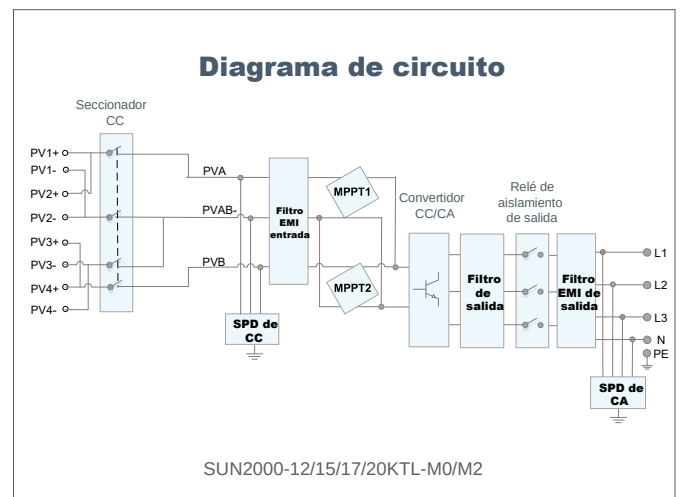 Diagrama de circuito
Seccionador
CC
PV1+
PV1-
PV2+
PV2-
PV3+
PV3-
PV4+
PV4-
PVA
PVAB-
PVB
Filtro
EMI
entrada
MPPT1
MPPT2
SPD de
CC
Convertidor
CC/CA
Filtro
de
salida
Relé de
aislamiento
de salida
Filtro
EMI de
salida
L1
L2
L3
N
PE
SPD de
CA
SUN2000-12/15/17/20KTL-M0/M2